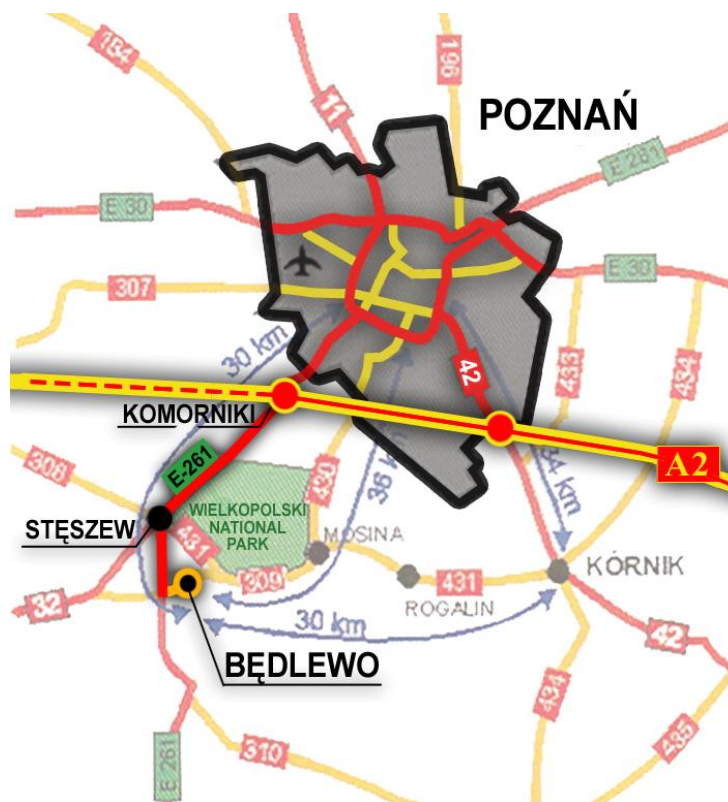 184
11
196
POZNAŃ
E 261
E 30
E 30
307
30 km
42
433
434
KOMORNIKI
A2
E-261
308
430
36 km
34 km
WIELKOPOLSKI
NATIONAL
PARK
STĘSZEW
431
MOSINA
309
431
KÓRNIK
ROGALIN
32
30 km
42
BĘDLEWO
434
435
310
E 261